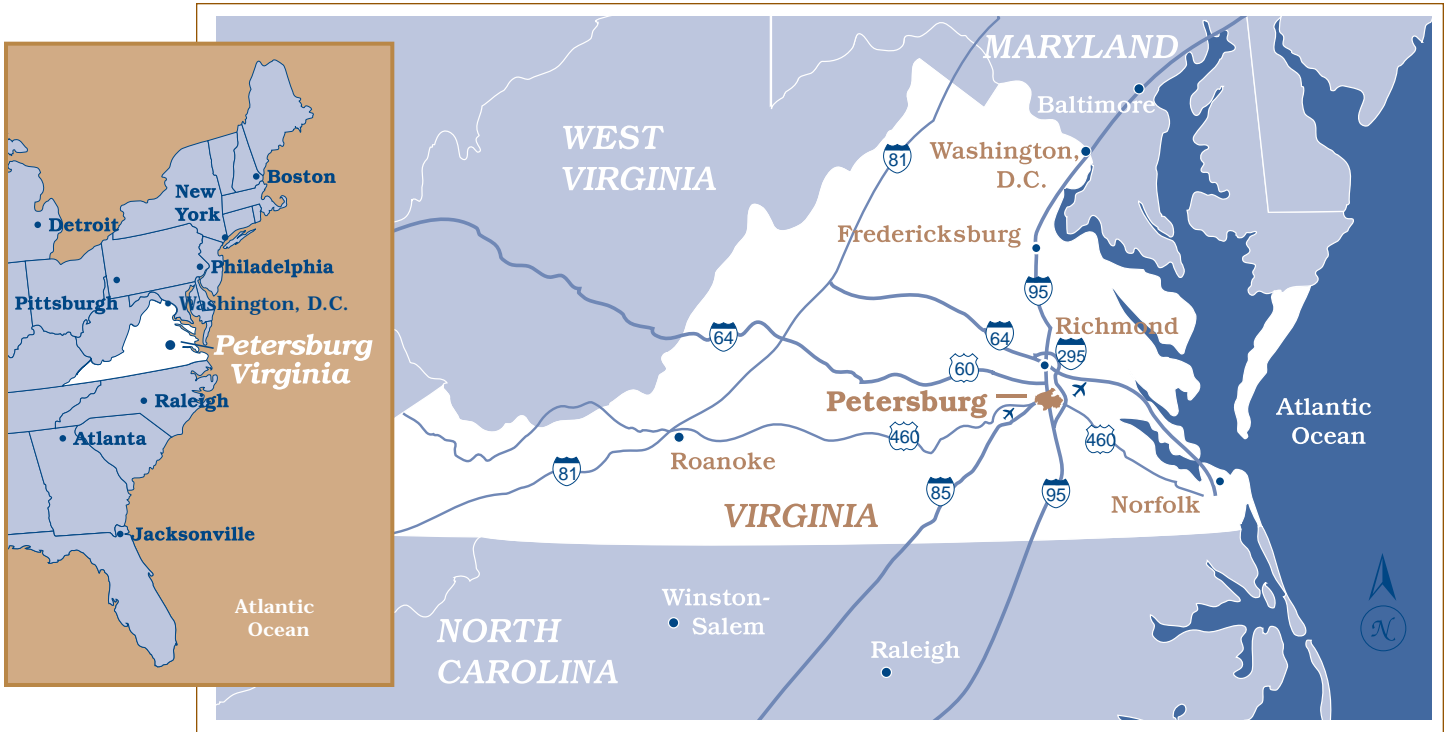 Boston
New
York
Detroit
Philadelphia
Pittsburgh
Washington, D.C.
Petersburg
Virginia
Raleigh
Atlanta
Jacksonville
Atlantic
Ocean
MARYLAND
Baltimore
WEST
VIRGINIA
81
Washington,
D.C.
Fredericksburg
95
Richmond
64
64
295
60
Petersburg
Atlantic
Ocean
460
460
Roanoke
81
85
95
Norfolk
VIRGINIA
Winston-
Salem
NORTH
CAROLINA
Raleigh
N